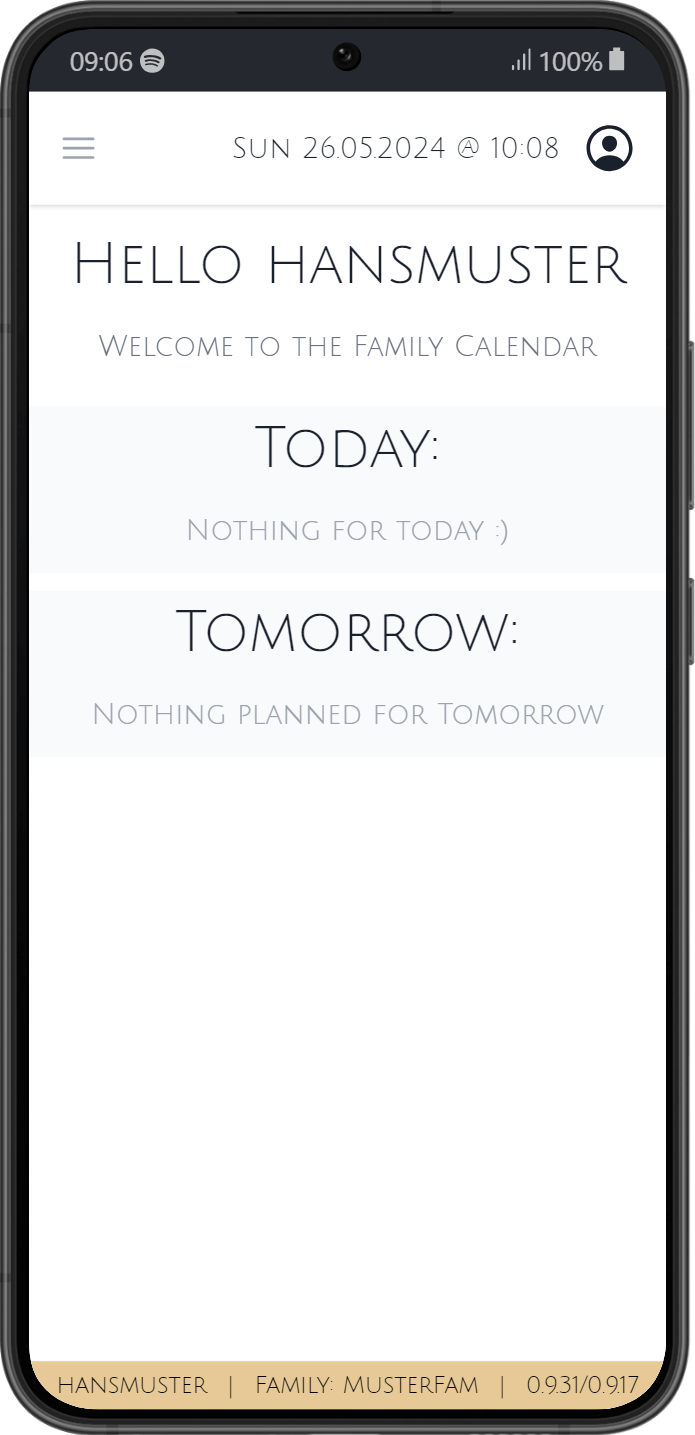 09:06 100%
Sun 26.05.2024 @ 10:08
Hello hansmuster
Welcome to the Family Calendar
Today:
Nothing for today :)
Tomorrow:
Nothing planned for Tomorrow
hansmuster | Family: MusterFam | 0.9.31/0.9.17